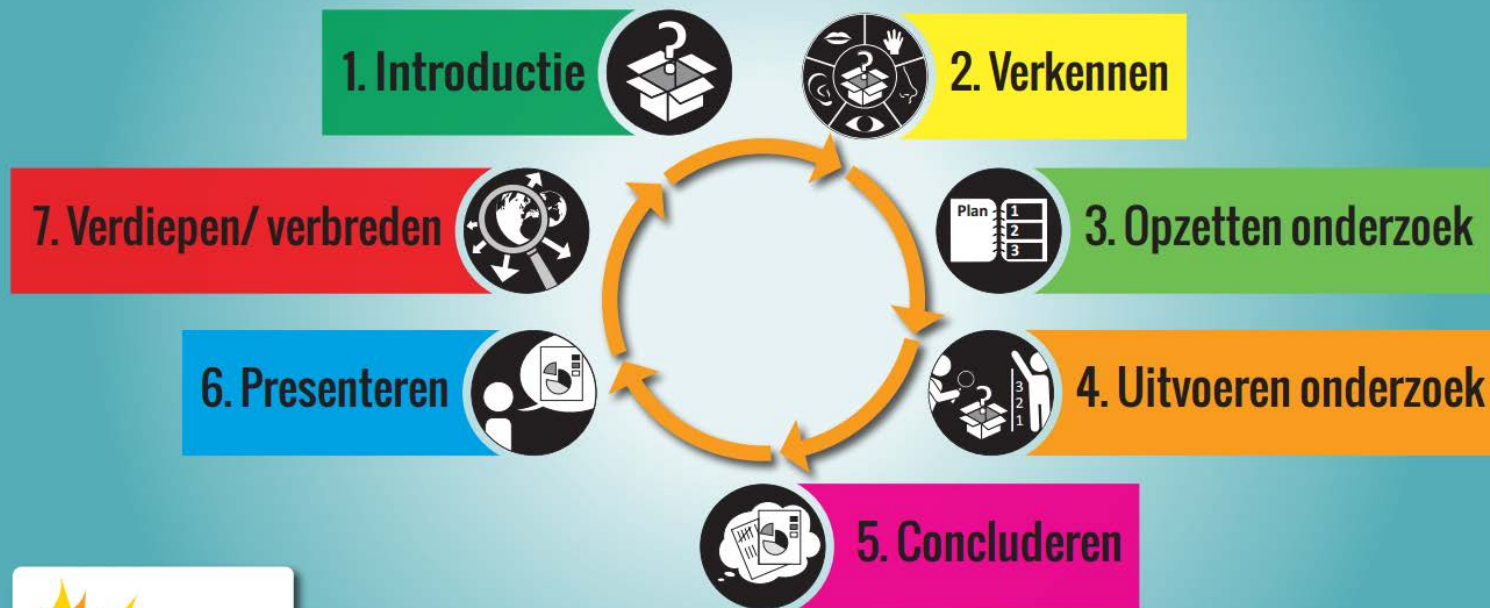 1. Introductie
2. Verkennen
3. Opzetten onderzoek
Plan
1
2
3
4. Uitvoeren onderzoek
3
2
1
5. Concluderen
6. Presenteren
7. Verdiepen/ verbreden